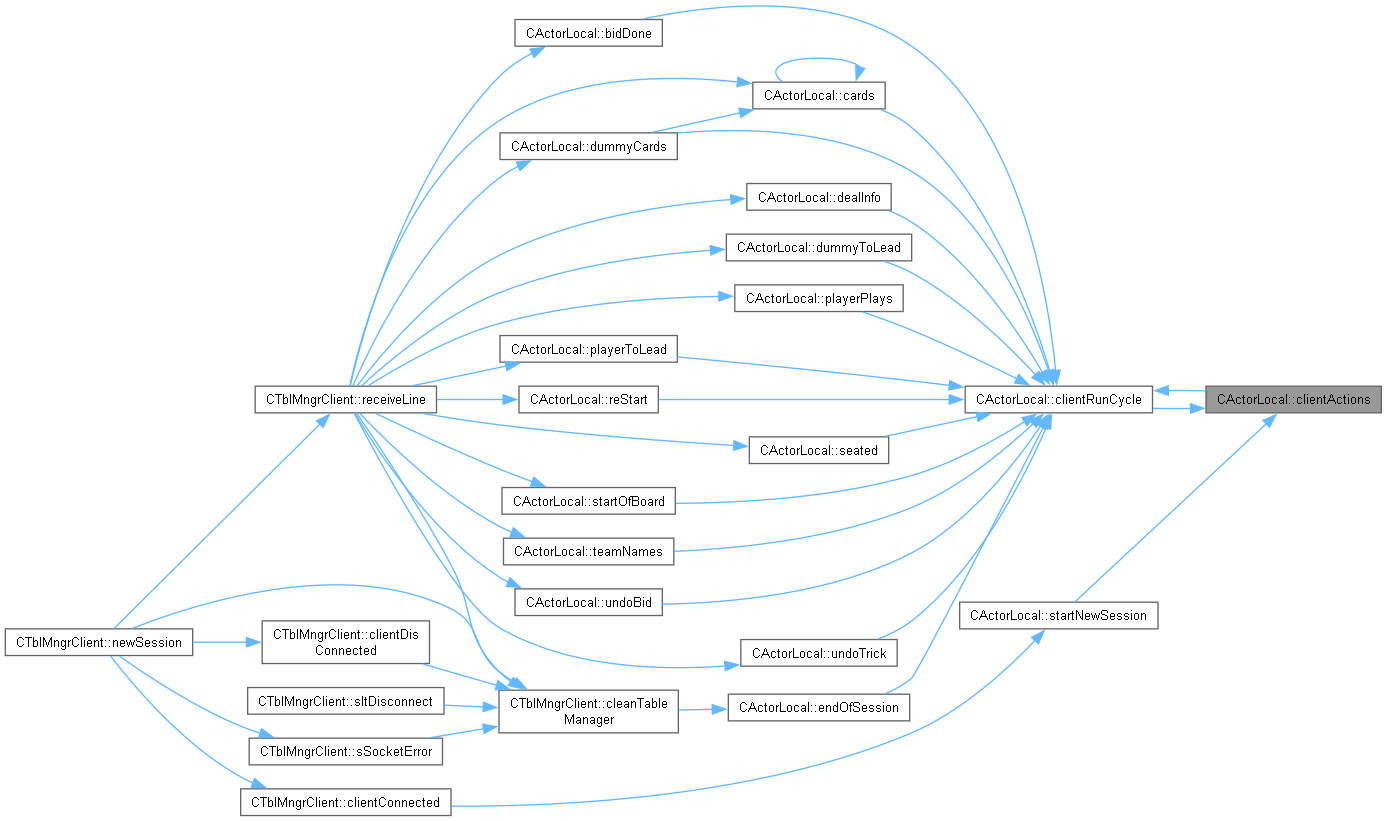 CActorLocal::bidDone
CActorLocal::cards
CActorLocal::dummyCards
CActorLocal::dealInfo
CActorLocal::dummyToLead
CActorLocal::playerPlays
CActorLocal::playerToLead
CTblMngrClient::receiveLine
CActorLocal::reStart
CActorLocal::clientRunCycle
CActorLocal::clientActions
CActorLocal::seated
CActorLocal::startOfBoard
CActorLocal::teamNames
CActorLocal::undoBid
CActorLocal::startNewSession
CTblMngrClient::newSession
CTblMngrClient::clientDis
Connected
CActorLocal::undoTrick
CTblMngrClient::sltDisconnect
CTblMngrClient::cleanTable
Manager
CActorLocal::endOfSession
CTblMngrClient::sSocketError
CTblMngrClient::clientConnected